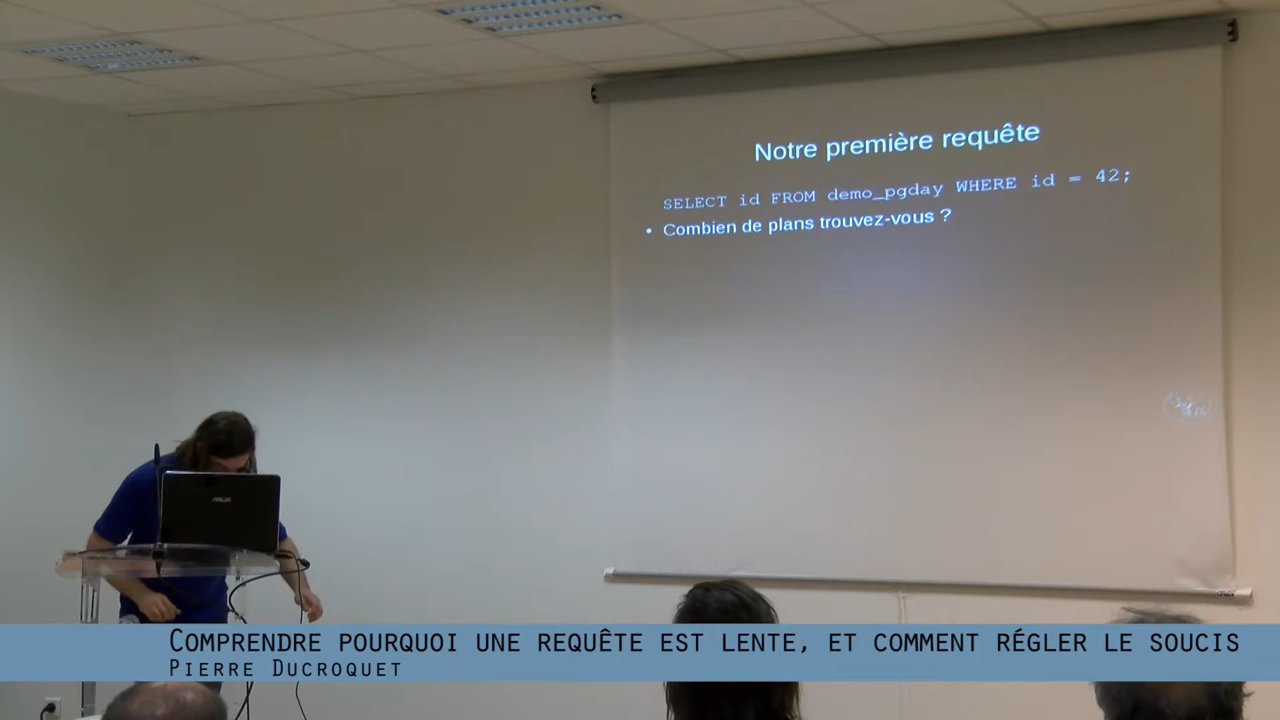 Notre première requête
SELECT id FROM demo_pgday WHERE id = 42;
• Combien de plans trouvez-vous ?
ASUS
COMPRENDRE POURQUOI UNE REQUÊTE EST LENTE, ET COMMENT RÉGLER LE SOUCIS
PIERRE DUCROQUET